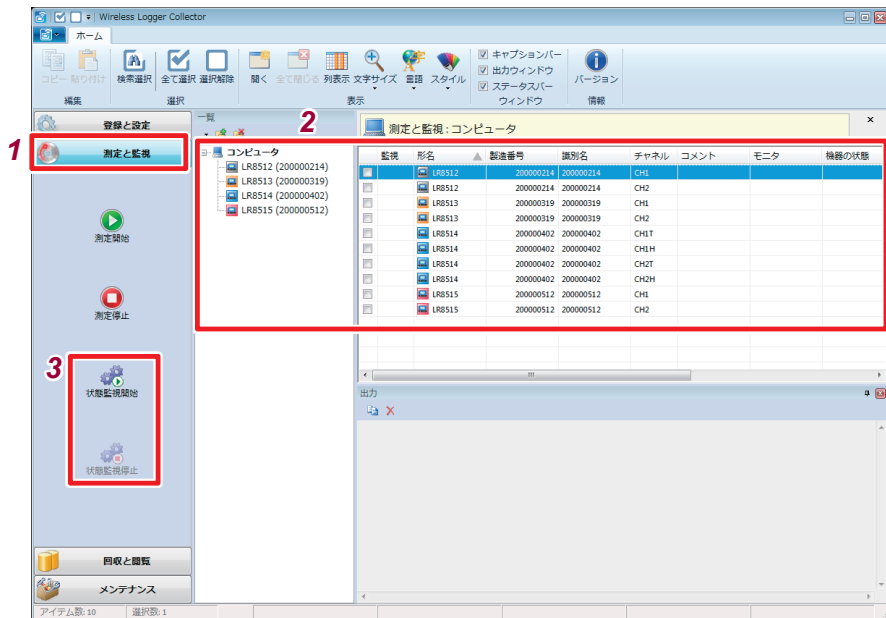 Wireless Logger Collector
ホーム
コピー 貼り付け 検索選択 全て選択 選択解除 開く 全て閉じる 列表示 文字サイズ 言語 スタイル
キャプションバー
出力ウィンドウ
ステータスバー
バージョン
編集 選択 表示 ウィンドウ 情報
登録と設定
1 測定と監視
測定開始
測定停止
3
状態監視開始
状態監視停止
回収と閲覧
メンテナンス
一覧
2
コンピュータ
LR8512 (200000214)
LR8513 (200000319)
LR8514 (200000402)
LR8515 (200000512)
測定と監視 : コンピュータ
監視 形名 製造番号 識別名 チャネル コメント モニタ 機器の状態
LR8512 200000214 200000214 CH1
LR8512 200000214 200000214 CH2
LR8513 200000319 200000319 CH1
LR8513 200000319 200000319 CH2
LR8514 200000402 200000402 CH1T
LR8514 200000402 200000402 CH1H
LR8514 200000402 200000402 CH2T
LR8514 200000402 200000402 CH2H
LR8515 200000512 200000512 CH1
LR8515 200000512 200000512 CH2
出力
アイテム数: 10 選択数: 1